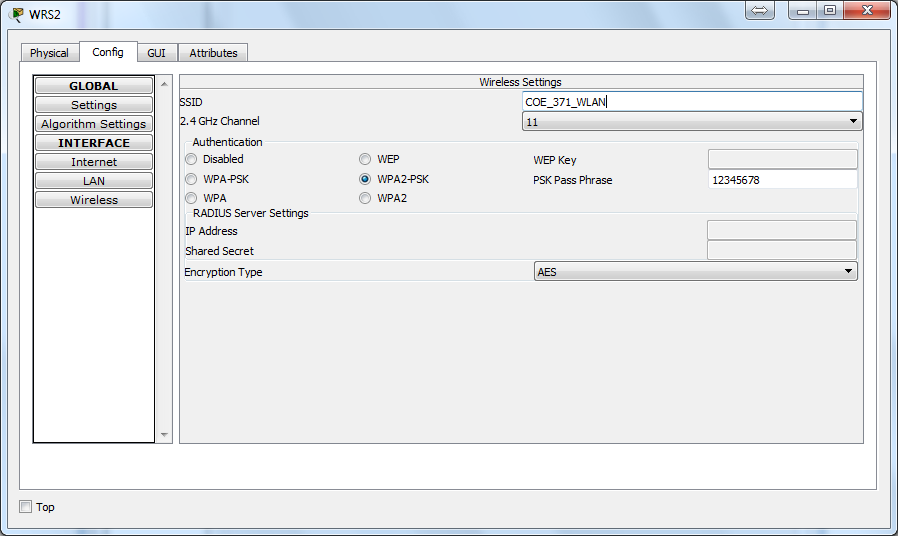 WRS2
Physical Config GUI Attributes
GLOBAL
Settings
Algorithm Settings
INTERFACE
Internet
LAN
Wireless
Wireless Settings
SSID COE_371_WLAN
2.4 GHz Channel 11
Authentication
Disabled WEP WEP Key
WPA-PSK WPA2-PSK PSK Pass Phrase 12345678
WPA WPA2
RADIUS Server Settings
IP Address
Shared Secret
Encryption Type AES
Top